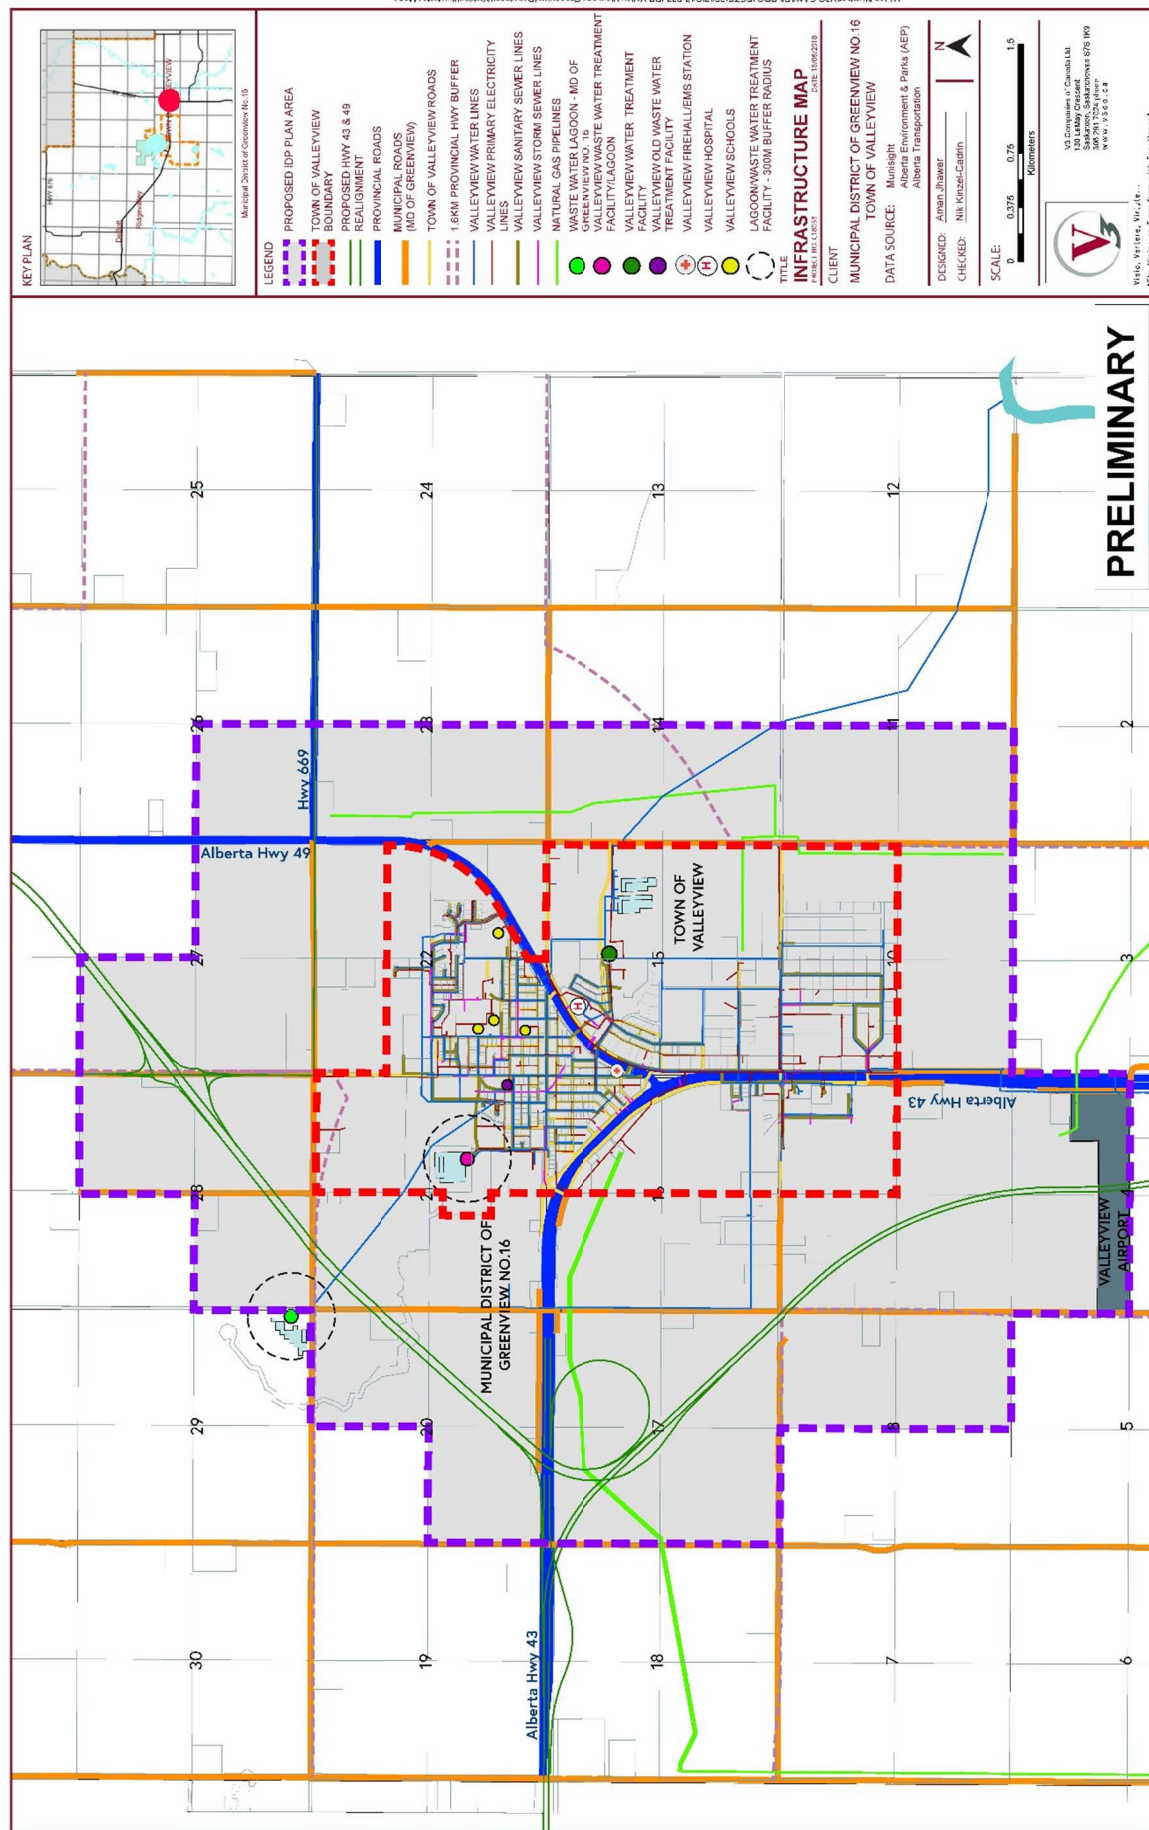 KEY PLAN
Municipal District of Greenview No.16
LEGEND
PROPOSED IDP PLAN AREA
TOWN OF VALLEYVIEW
BOUNDARY
PROPOSED HWY 43 & 49
REALIGNMENT
PROVINCIAL ROADS
MUNICIPAL ROADS
(MD OF GREENVIEW)
TOWN OF VALLEYVIEW ROADS
1.6KM PROVINCIAL HWY BUFFER
VALLEYVIEW WATER LINES
VALLEYVIEW PRIMARY ELECTRICITY
LINES
VALLEYVIEW SANITARY SEWER LINES
VALLEYVIEW STORM SEWER LINES
NATURAL GAS PIPELINES
WASTE WATER LAGOON - MD OF
GREENVIEW NO. 16
VALLEYVIEW WASTE WATER TREATMENT
FACILITY/LAGOON
VALLEYVIEW WATER TREATMENT
FACILITY
VALLEYVIEW OLD WASTE WATER
TREATMENT FACILITY
VALLEYVIEW FIREHALL/EMS STATION
H
VALLEYVIEW HOSPITAL
VALLEYVIEW SCHOOLS
LAGOON/WASTE WATER TREATMENT
FACILITY - 300M BUFFER RADIUS
TITLE
INFRASTRUCTURE MAP
CLIENT
MUNICIPAL DISTRICT OF GREENVIEW NO.16
TOWN OF VALLEYVIEW
DATA SOURCE: Munisight
Alberta Environment & Parks (AEP)
Alberta Transportation
DESIGNED: Aman Jhawer
CHECKED: Nik Kinzel-Cadrin
N
SCALE:
0 0.375 0.75 1.5
Kilometers
V3
V3 Companies of Canada Ltd.
PRELIMINARY
30 29 28 27 26 25
Alberta Hwy 49
Hwy 669
19 20 21 22 23 24
MUNICIPAL DISTRICT OF
GREENVIEW NO.16
Alberta Hwy 43
H
18 17 16 15 14 13
TOWN OF
VALLEYVIEW
7 8 9 10 11 12
Alberta Hwy 43
VALLEYVIEW
AIRPORT
6 5 4 3 2